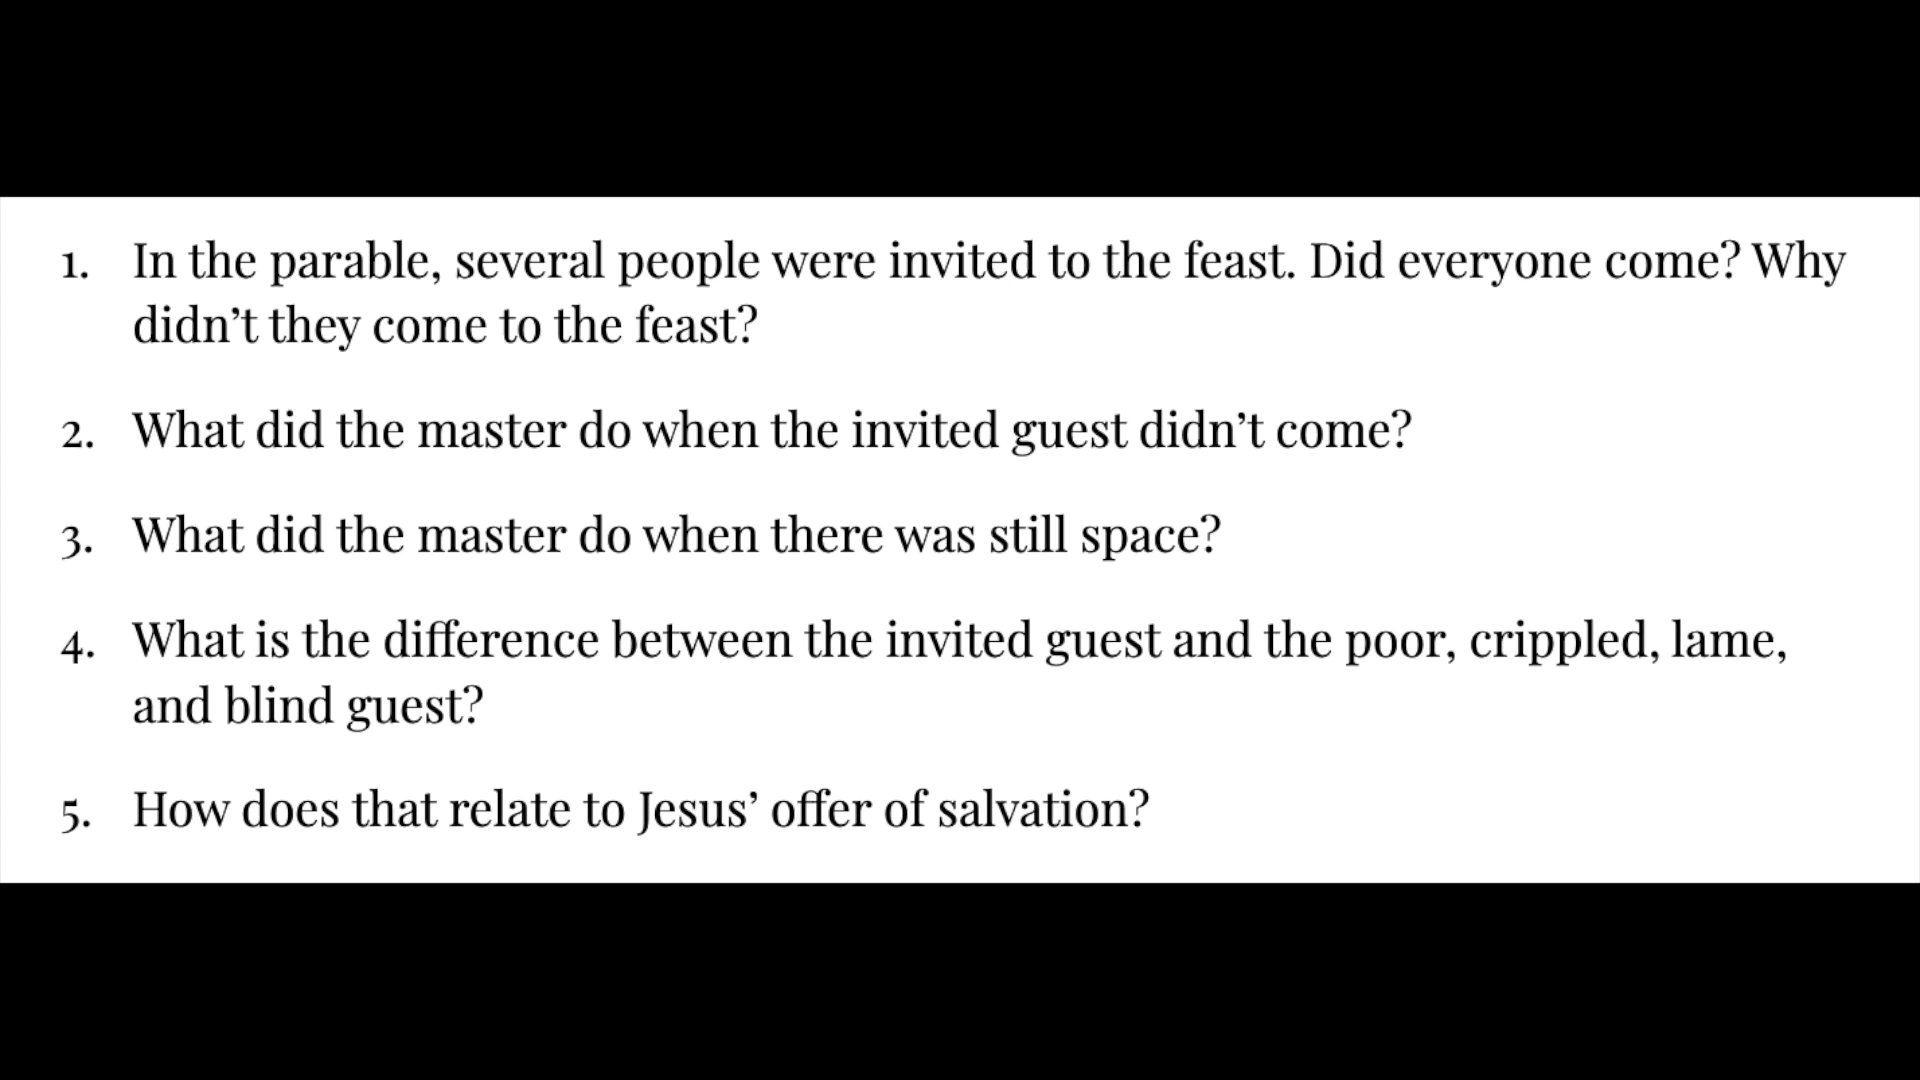 1. In the parable, several people were invited to the feast. Did everyone come? Why
didn’t they come to the feast?
2. What did the master do when the invited guest didn’t come?
3. What did the master do when there was still space?
4. What is the difference between the invited guest and the poor, crippled, lame,
and blind guest?
5. How does that relate to Jesus’ offer of salvation?